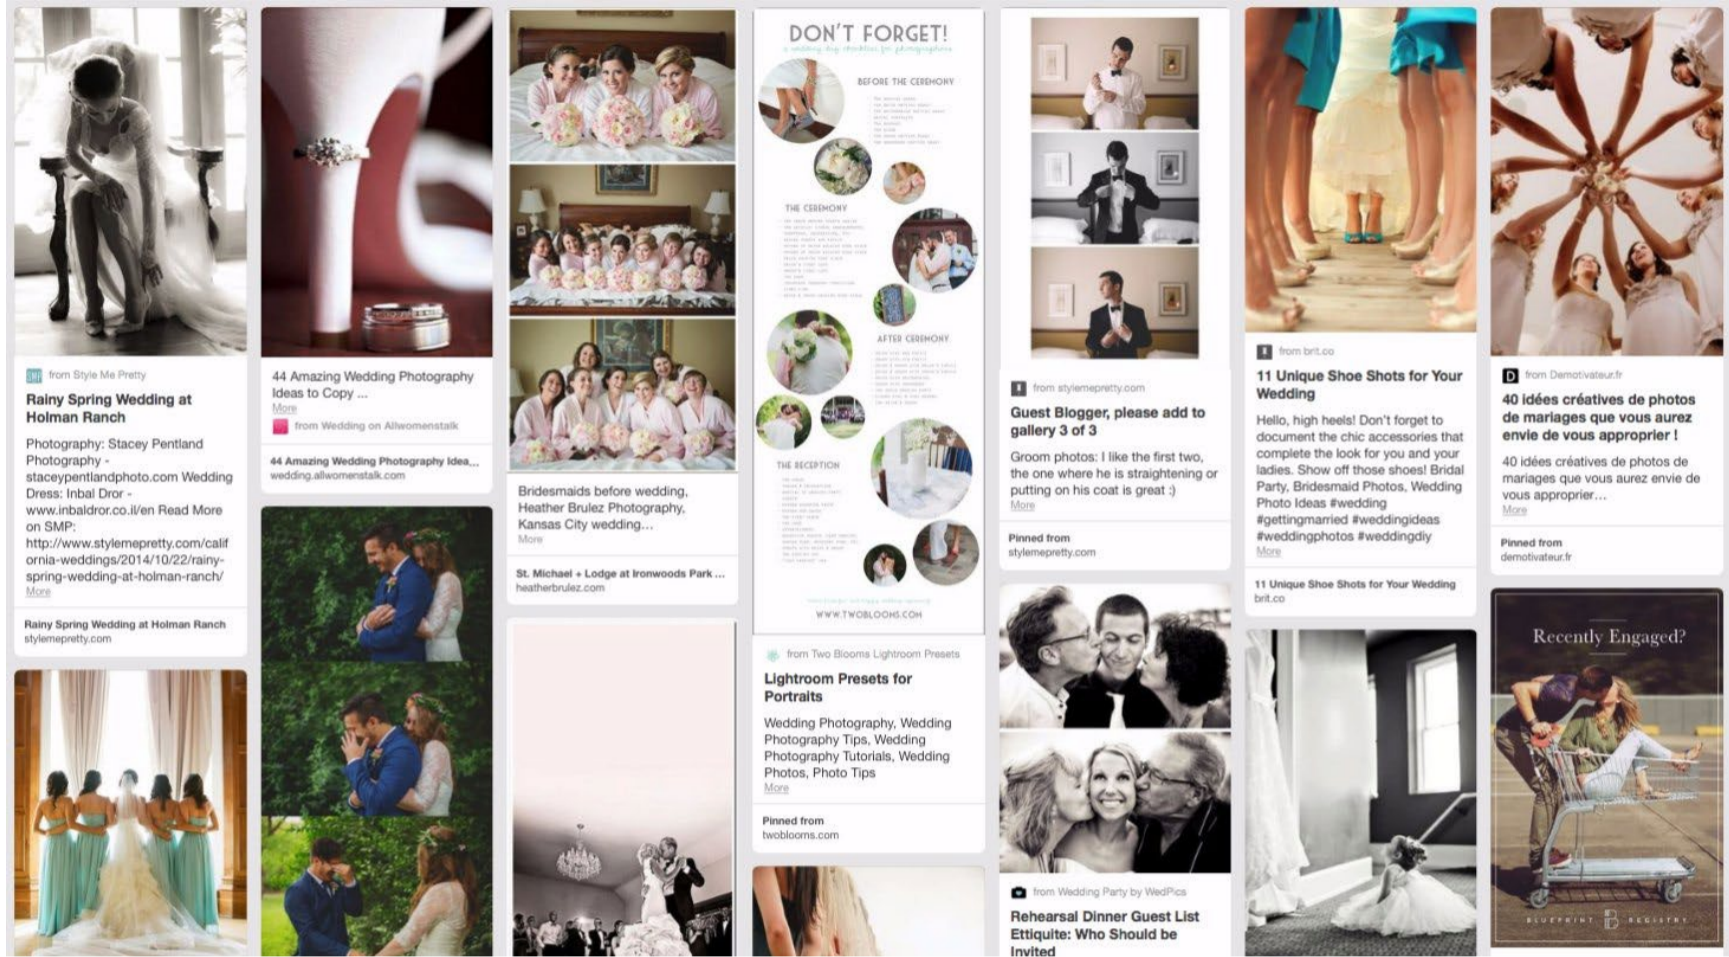 from Style Me Pretty
Rainy Spring Wedding at
Holman Ranch
Photography: Stacey Pentland
Photography -
staceypentlandphoto.com Wedding
Dress: Inbal Dror -
www.inbaldror.co.il/en Read More
on SMP:
http://www.stylemepretty.com/calif
ornia-weddings/2014/10/22/rainy-
spring-wedding-at-holman-ranch/
More
Rainy Spring Wedding at Holman Ranch
stylemepretty.com
44 Amazing Wedding Photography
Ideas to Copy ...
More
from Wedding on Allwomenstalk
44 Amazing Wedding Photography Idea...
wedding.allwomenstalk.com
Bridesmaids before wedding,
Heather Brulez Photography,
Kansas City wedding...
More
St. Michael + Lodge at Ironwoods Park ...
heatherbrulez.com
DON'T FORGET!
a wedding day checklist for photographers
BEFORE THE CEREMONY
THE CEREMONY
AFTER CEREMONY
THE RECEPTION
WWW.TWOBLOOMS.COM
from Two Blooms Lightroom Presets
Lightroom Presets for
Portraits
Wedding Photography, Wedding
Photography Tips, Wedding
Photography Tutorials, Wedding
Photos, Photo Tips
More
Pinned from
twoblooms.com
from stylemepretty.com
Guest Blogger, please add to
gallery 3 of 3
Groom photos: I like the first two,
the one where he is straightening or
putting on his coat is great :)
More
Pinned from
stylemepretty.com
from Wedding Party by WedPics
Rehearsal Dinner Guest List
Ettiquite: Who Should be
Invited
from brit.co
11 Unique Shoe Shots for Your
Wedding
Hello, high heels! Don't forget to
document the chic accessories that
complete the look for you and your
ladies. Show off those shoes! Bridal
Party, Bridesmaid Photos, Wedding
Photo Ideas #wedding
#gettingmarried #weddingideas
#weddingphotos #weddingdiy
More
11 Unique Shoe Shots for Your Wedding
brit.co
from Demotivateur.fr
40 idées créatives de photos
de mariages que vous aurez
envie de vous approprier !
40 idées créatives de photos de
mariages que vous aurez envie de
vous approprier...
More
Pinned from
demotivateur.fr
Recently Engaged?
BLUEPRINT REGISTRY